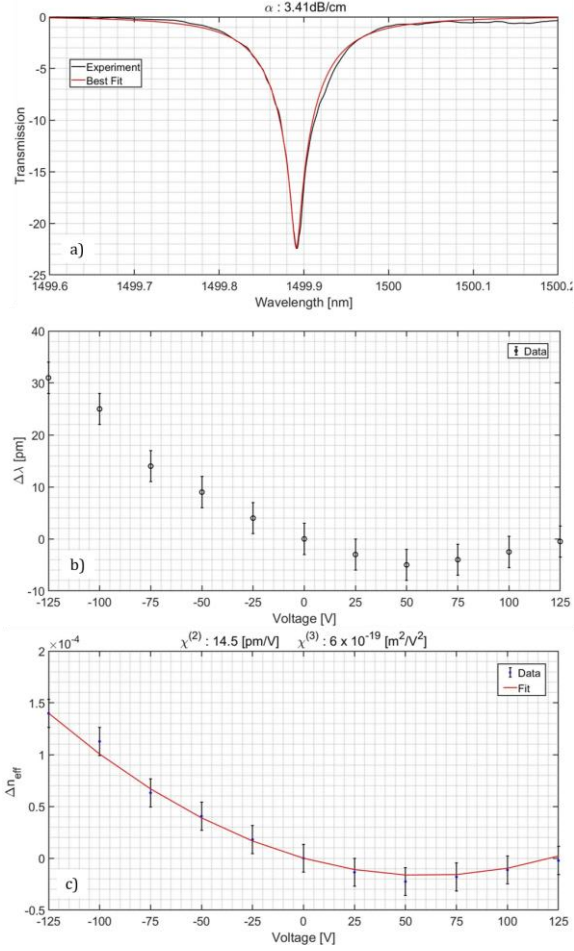 α : 3.41dB/cm
0
-5
-10
-15
-20
-25
Transmission
Experiment
Best Fit
a)
1499.6 1499.7 1499.8 1499.9 1500 1500.1 1500.2
Wavelength [nm]
40
30
20
10
0
-10
Δλ [pm]
Data
b)
-125 -100 -75 -50 -25 0 25 50 75 100 125
Voltage [V]
×10⁻⁴
χ⁽²⁾ : 14.5 [pm/V] χ⁽³⁾ : 6 x 10⁻¹⁹ [m²/V²]
2
1.5
1
0.5
0
-0.5
Δn_eff
Data
Fit
c)
-125 -100 -75 -50 -25 0 25 50 75 100 125
Voltage [V]